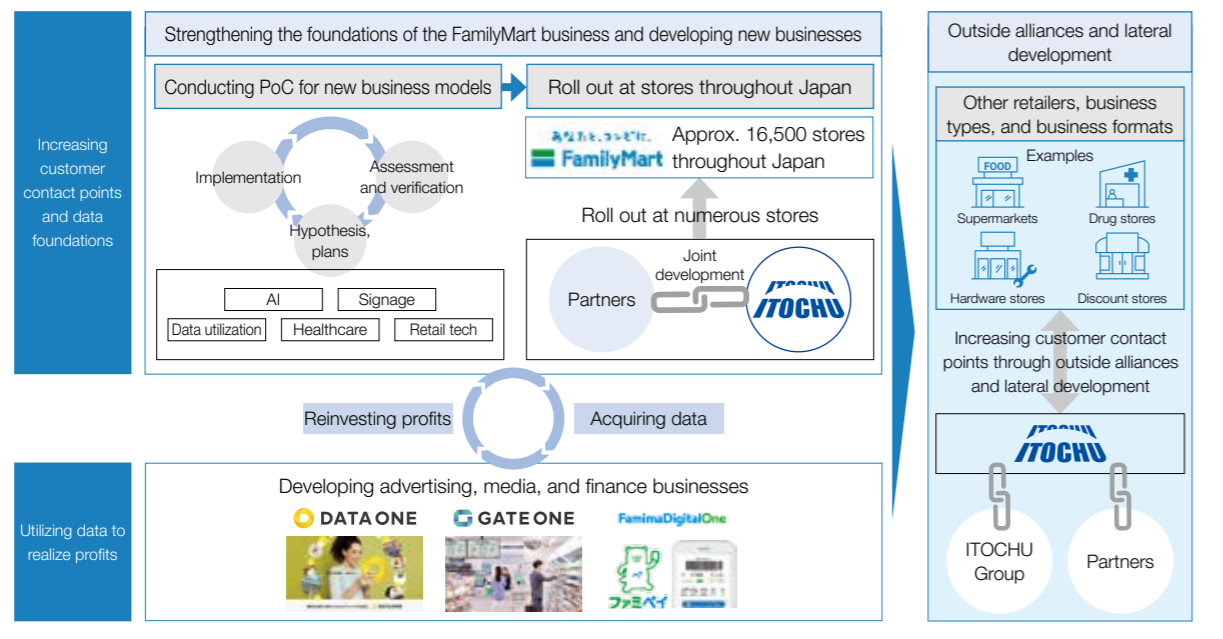 Increasing
customer
contact points
and data
foundations
Strengthening the foundations of the FamilyMart business and developing new businesses
Conducting PoC for new business models
Implementation
Assessment
and verification
Hypothesis,
plans
AI
Signage
Data utilization
Healthcare
Retail tech
Roll out at stores throughout Japan
あなたと、コンビに、
FamilyMart
Approx. 16,500 stores
throughout Japan
Roll out at numerous stores
Partners
Joint
development
ITOCHU
ITOCHU
Reinvesting profits
Acquiring data
Utilizing data to
realize profits
Developing advertising, media, and finance businesses
DATA ONE
GATE ONE
FamimaDigitalOne
ファミペイ
Outside alliances and lateral
development
Other retailers, business
types, and business formats
Examples
FOOD
Supermarkets
Drug stores
Hardware stores
Discount stores
Increasing customer contact
points through outside alliances
and lateral development
ITOCHU
ITOCHU
ITOCHU
Group
Partners